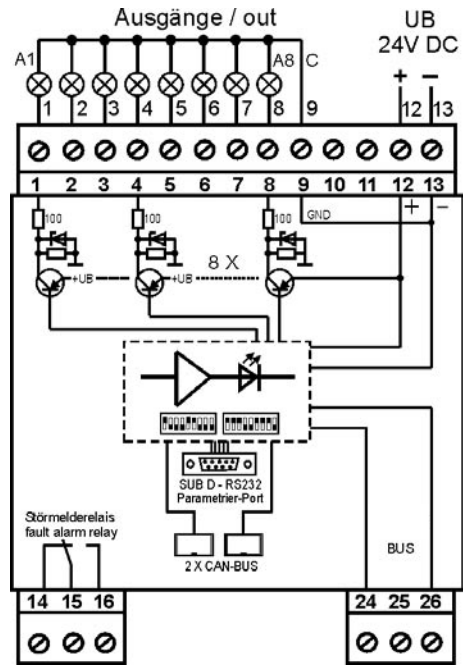 Ausgänge / out
UB
24V DC
A1
A8 C
+ −
1 2 3 4 5 6 7 8 9 12 13
1 2 3 4 5 6 7 8 9 10 11 12 13
100 100 100 GND + −
+UB +UB 8 X
SUB D - RS232
Parametrier-Port
Störmelderelais
fault alarm relay
2 X CAN-BUS
BUS
14 15 16 24 25 26